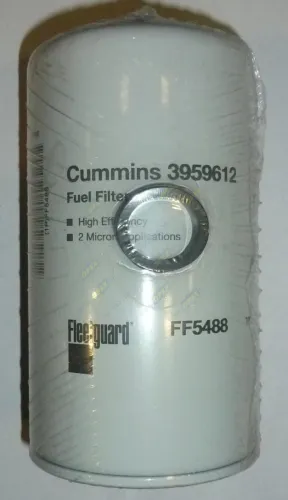 Cummins 3959612
Fuel Filter
High Efficiency
2 Micron Applications
Fleetguard
FF5488